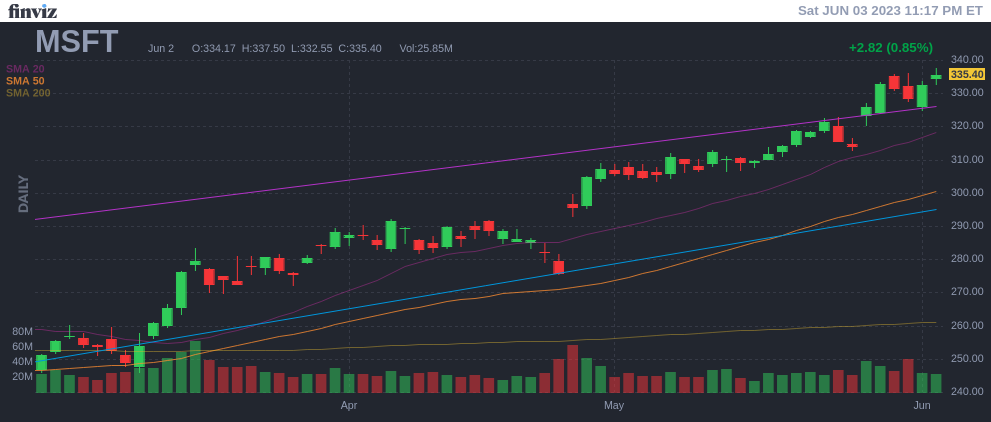 finviz
Sat JUN 03 2023 11:17 PM ET
MSFT
Jun 2 O:334.17 H:337.50 L:332.55 C:335.40 Vol:25.85M
+2.82 (0.85%)
SMA 20
SMA 50
SMA 200
DAILY
340.00
335.40
330.00
320.00
310.00
300.00
290.00
280.00
270.00
260.00
250.00
240.00
80M
60M
40M
20M
Apr May Jun